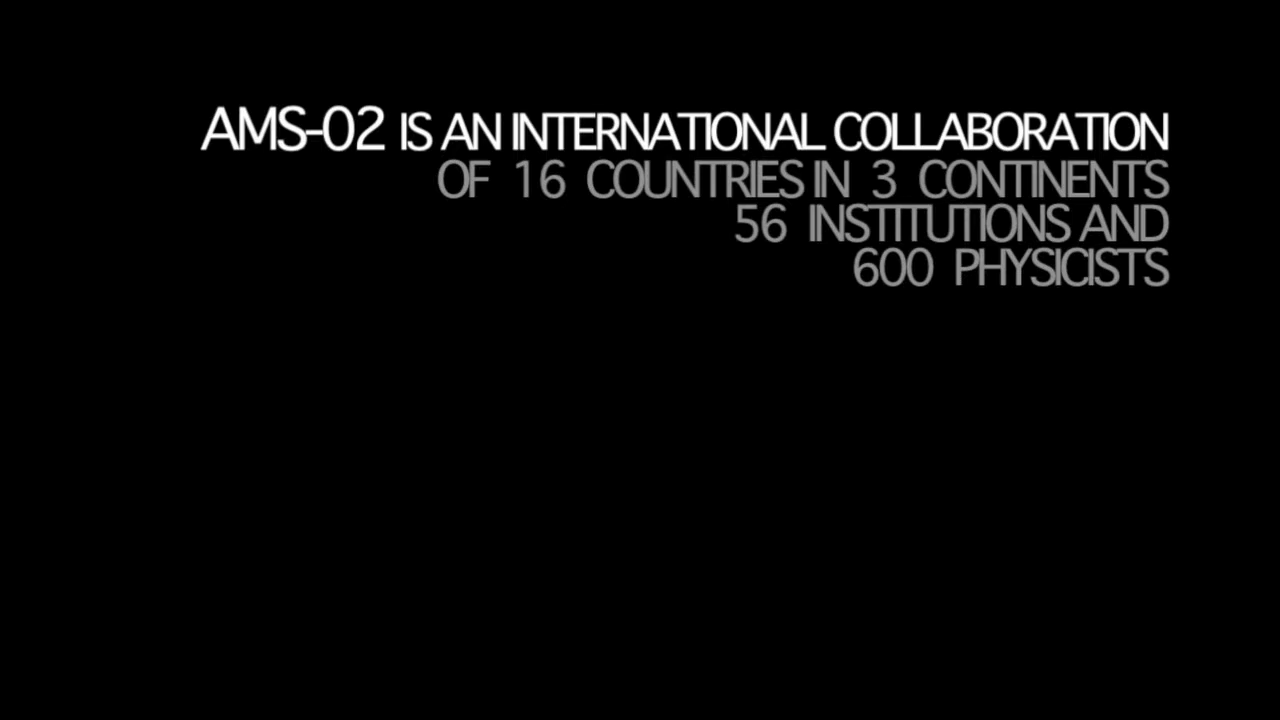 AMS-02 IS AN INTERNATIONAL COLLABORATION
OF 16 COUNTRIES IN 3 CONTINENTS
56 INSTITUTIONS AND
600 PHYSICISTS